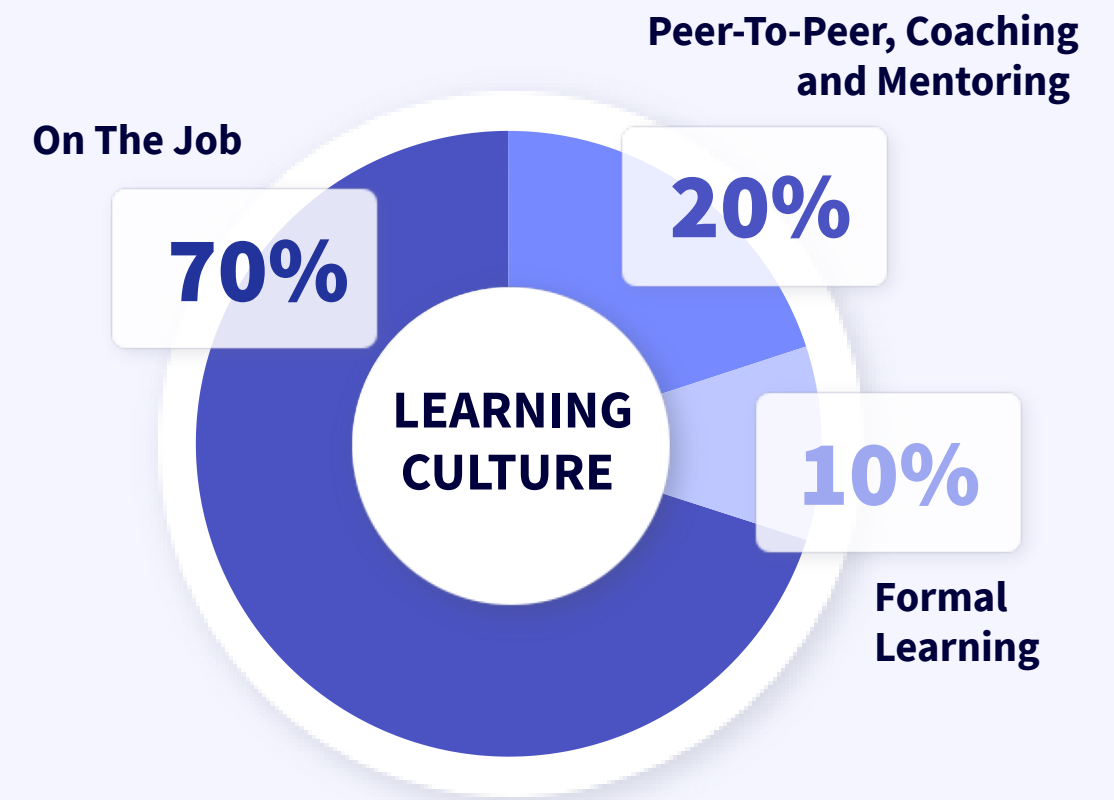 Peer-To-Peer, Coaching
and Mentoring
20%
On The Job
70%
LEARNING
CULTURE
10%
Formal
Learning